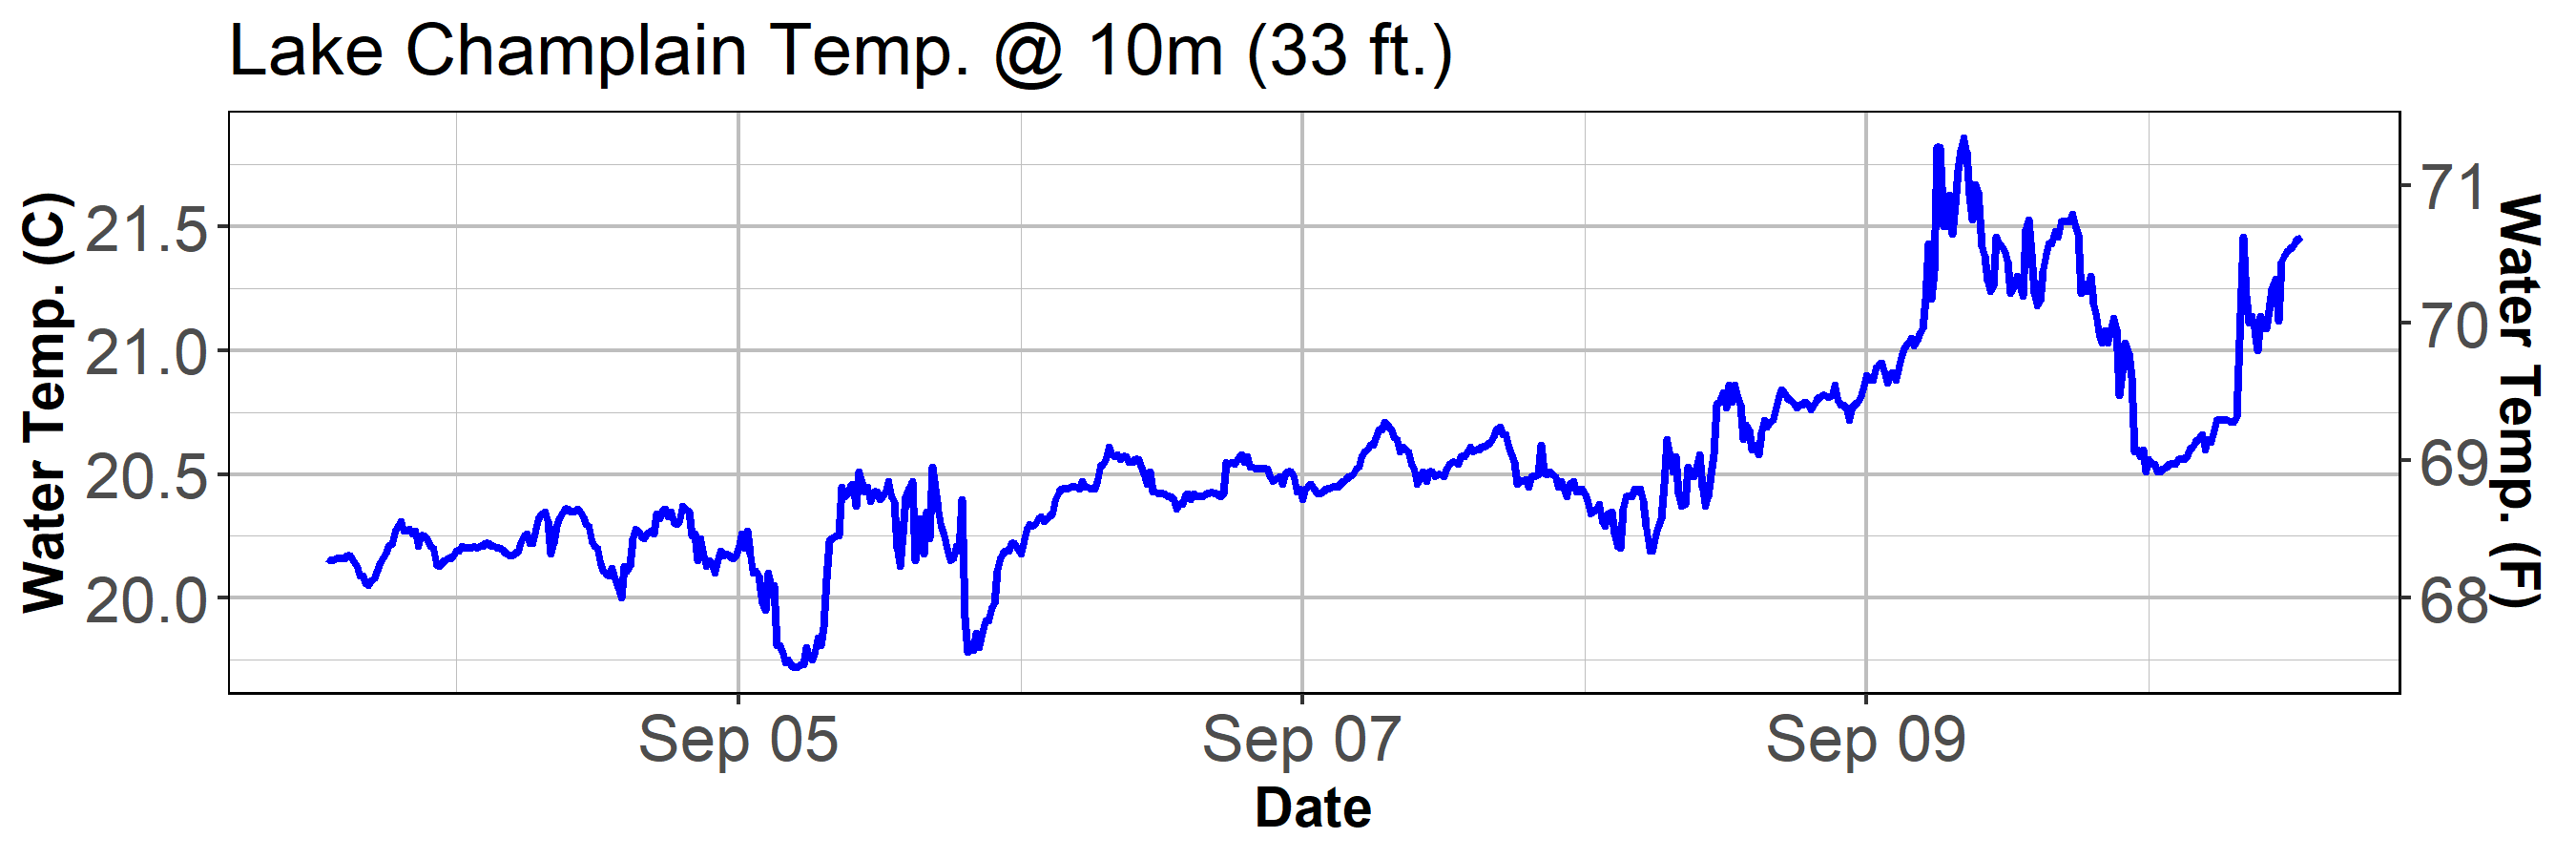 Lake Champlain Temp. @ 10m (33 ft.)
Water Temp. (C)
21.5
21.0
20.5
20.0
71
70
69
68
Water Temp. (F)
Sep 05 Sep 07 Sep 09
Date